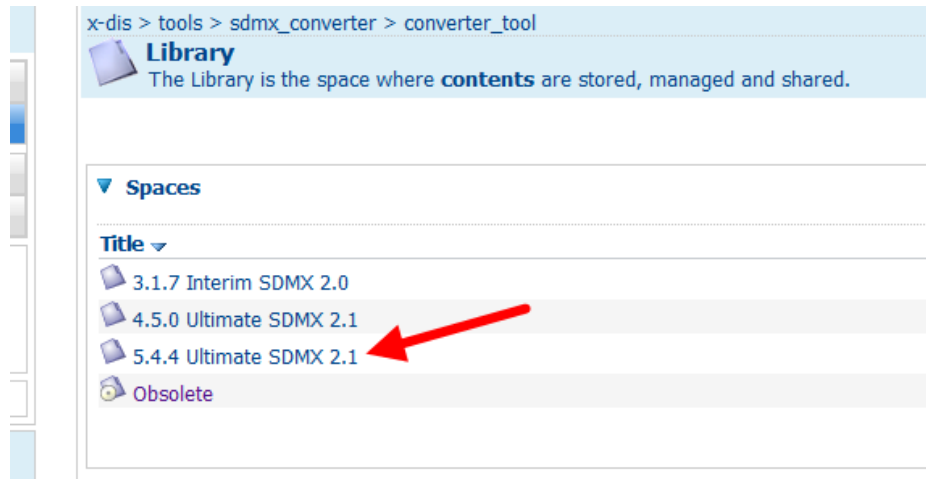 x-dis > tools > sdmx_converter > converter_tool
Library
The Library is the space where contents are stored, managed and shared.
Spaces
Title
3.1.7 Interim SDMX 2.0
4.5.0 Ultimate SDMX 2.1
5.4.4 Ultimate SDMX 2.1
Obsolete